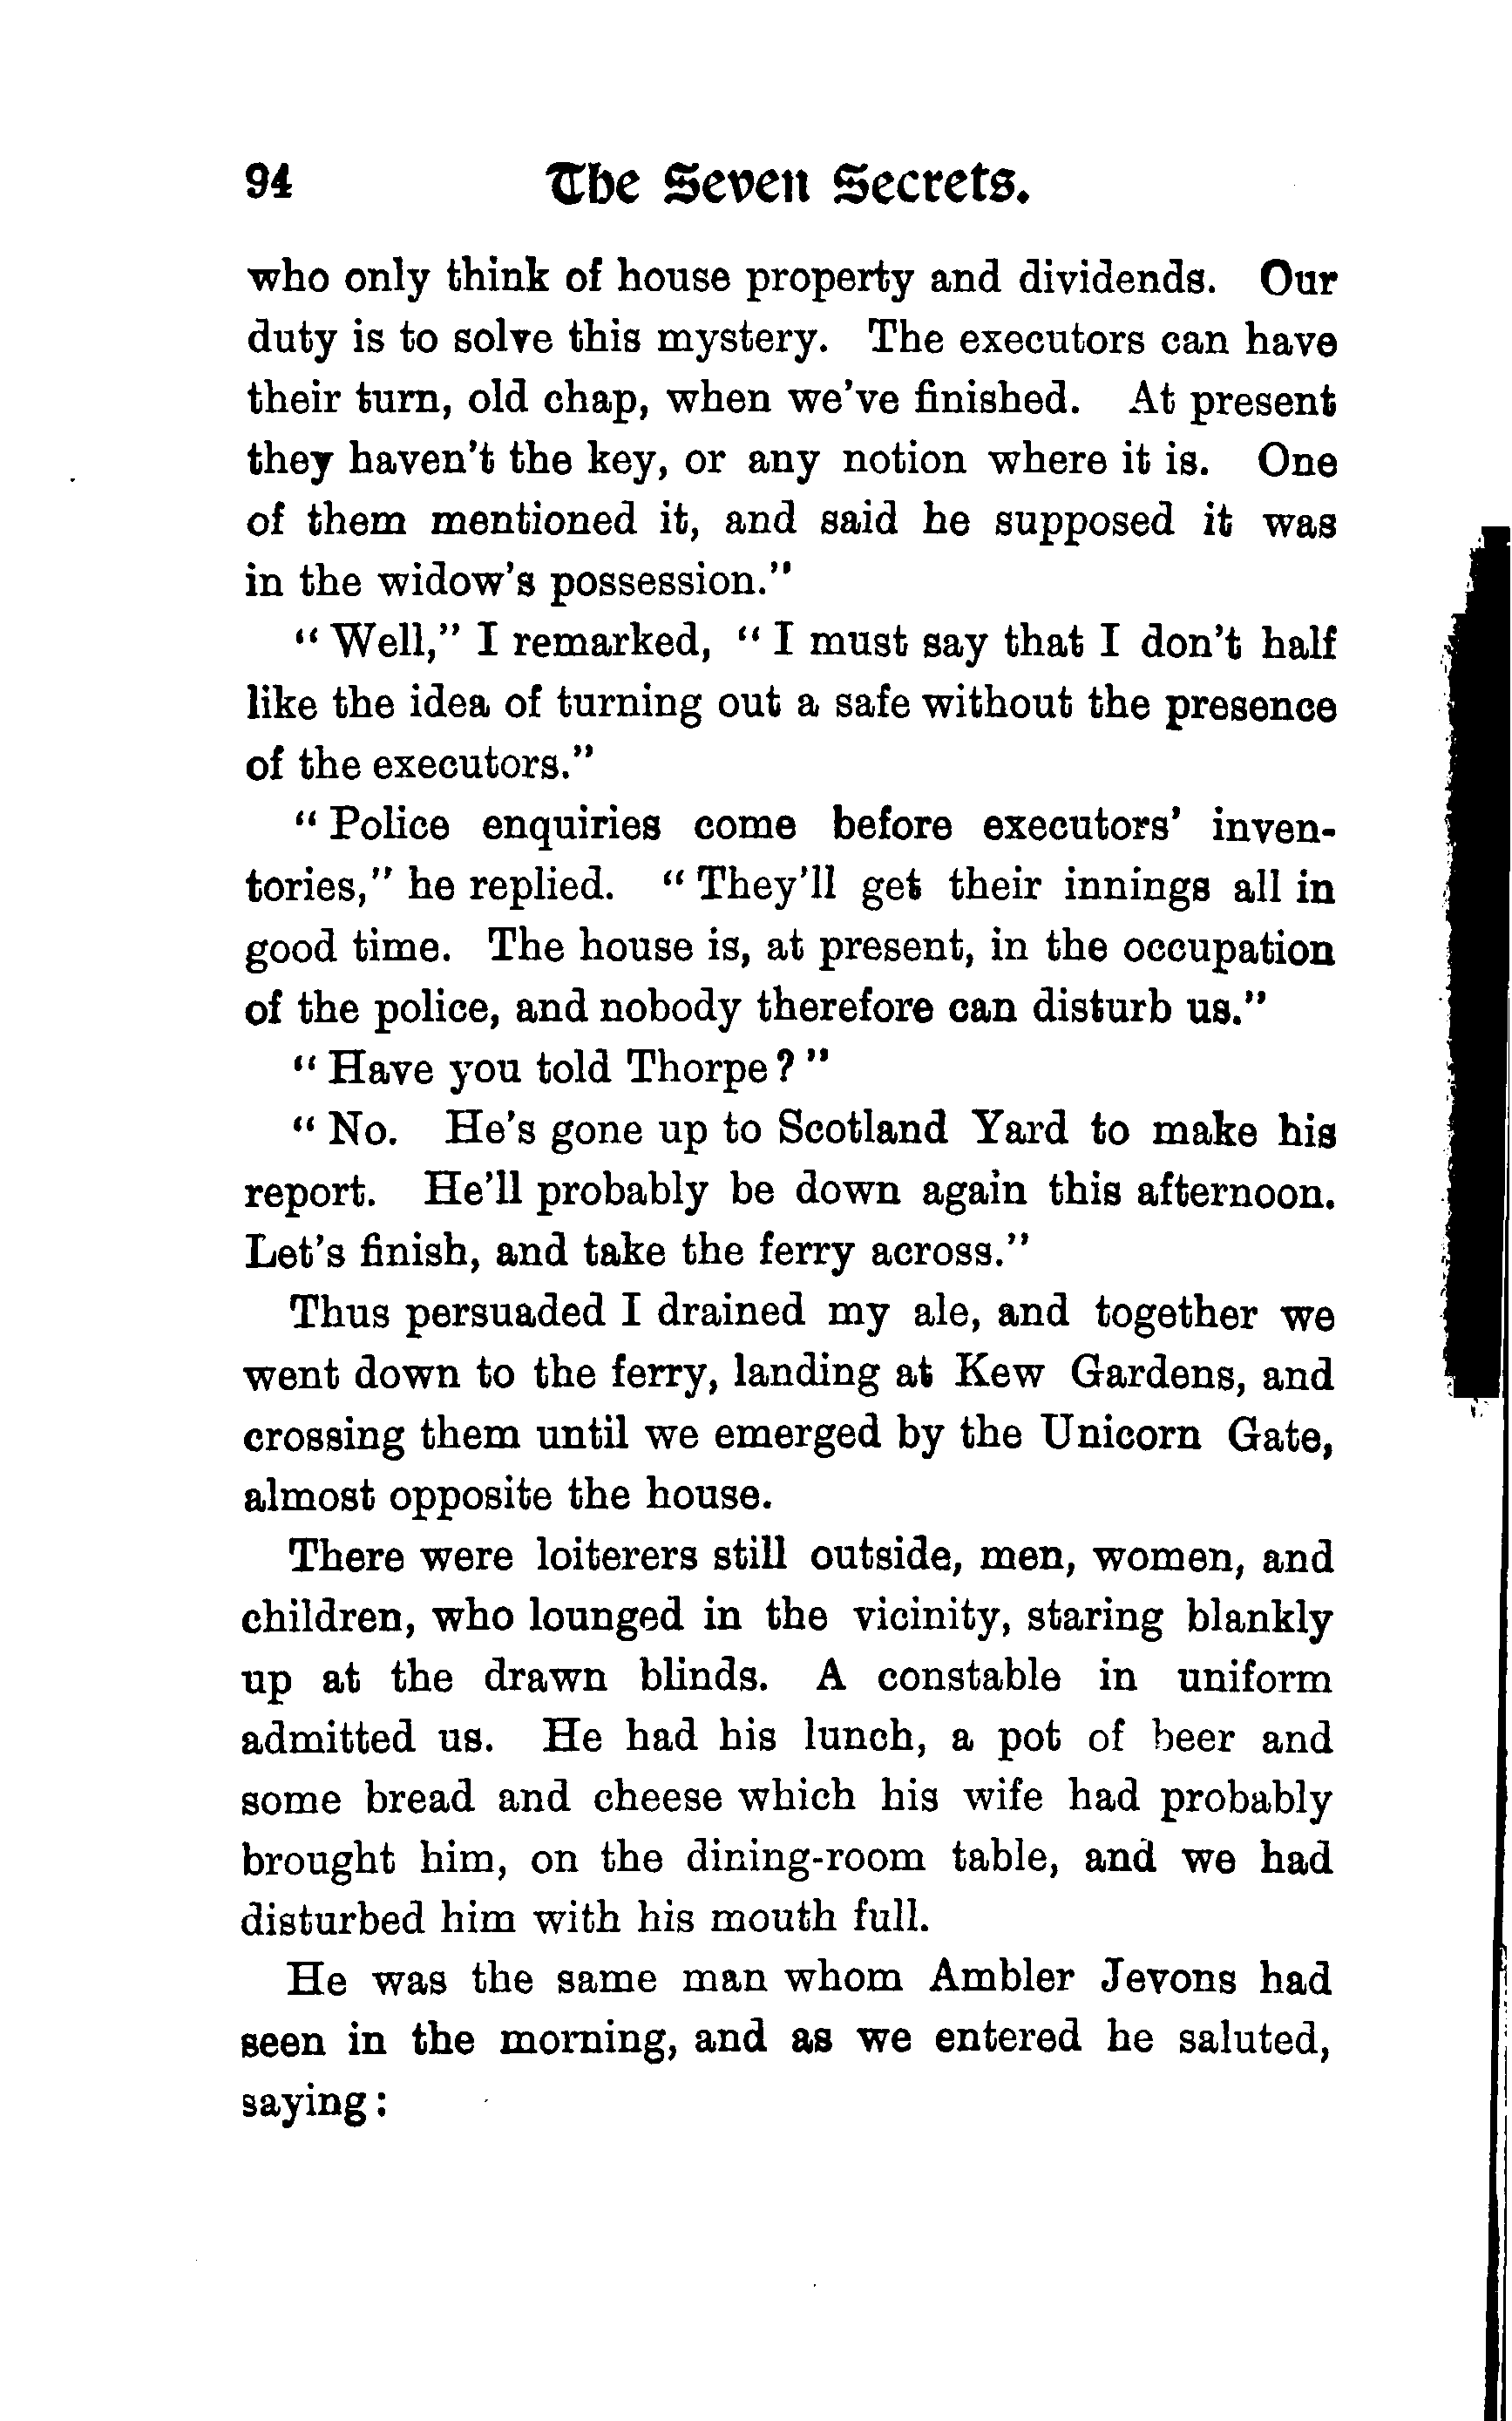 94 The Seven Secrets.
who only think of house property and dividends. Our
duty is to solve this mystery. The executors can have
their turn, old chap, when we've finished. At present
they haven't the key, or any notion where it is. One
of them mentioned it, and said he supposed it was
in the widow's possession."
"Well," I remarked, "I must say that I don't half
like the idea of turning out a safe without the presence
of the executors."
"Police enquiries come before executors' inven-
tories," he replied. "They'll get their innings all in
good time. The house is, at present, in the occupation
of the police, and nobody therefore can disturb us."
"Have you told Thorpe?"
"No. He's gone up to Scotland Yard to make his
report. He'll probably be down again this afternoon.
Let's finish, and take the ferry across."
Thus persuaded I drained my ale, and together we
went down to the ferry, landing at Kew Gardens, and
crossing them until we emerged by the Unicorn Gate,
almost opposite the house.
There were loiterers still outside, men, women, and
children, who lounged in the vicinity, staring blankly
up at the drawn blinds. A constable in uniform
admitted us. He had his lunch, a pot of beer and
some bread and cheese which his wife had probably
brought him, on the dining-room table, and we had
disturbed him with his mouth full.
He was the same man whom Ambler Jevons had
seen in the morning, and as we entered he saluted,
saying: